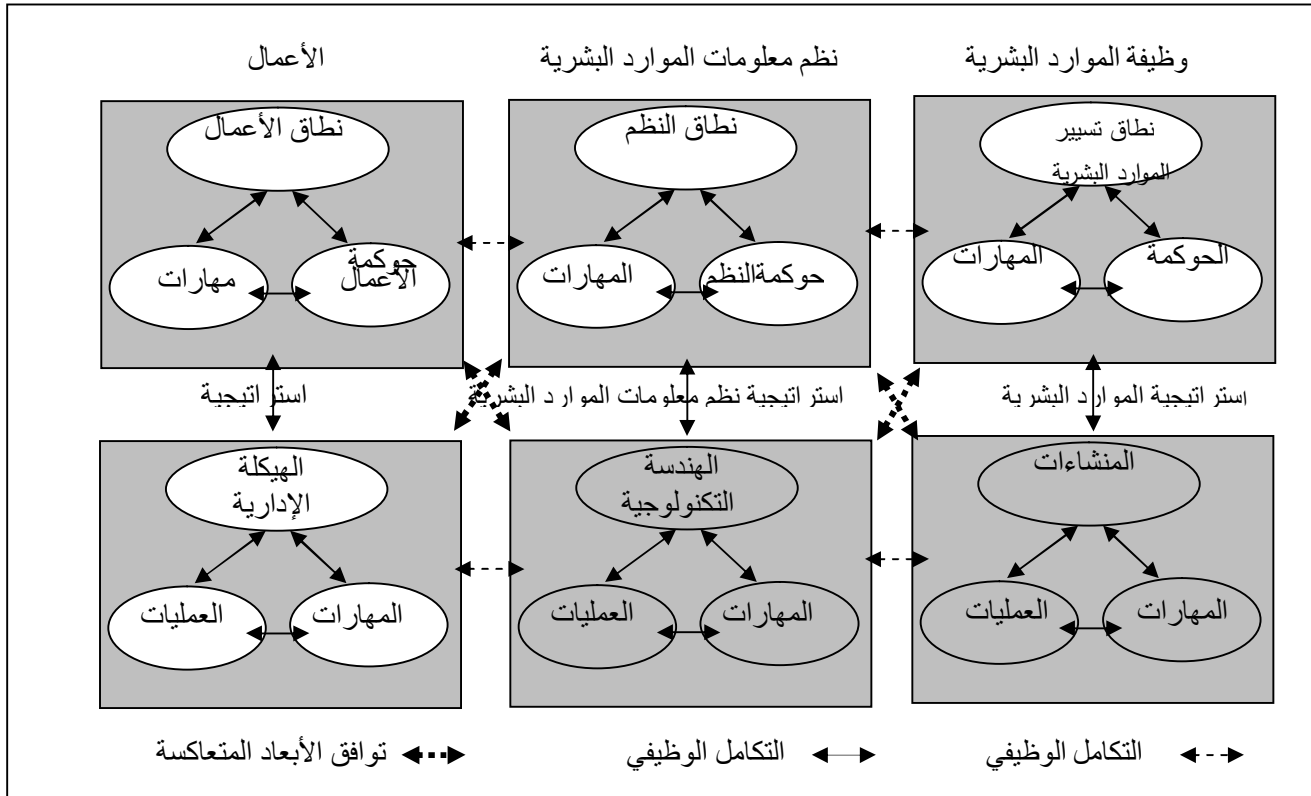 وظيفة الموارد البشرية
نظم معلومات الموارد البشرية
الأعمال
نطاق تسيير
الموارد البشرية
الحوكمة
المهارات
نطاق النظم
حوكمةالنظم
المهارات
نطاق الأعمال
حوكمة
الأعمال
مهارات
استراتيجية الموارد البشرية
استراتيجية نظم معلومات الموارد البشرية
استراتيجية
المنشاءات
المهارات
العمليات
الهندسة
التكنولوجية
المهارات
العمليات
الهيكلة
الإدارية
المهارات
العمليات
التكامل الوظيفي
التكامل الوظيفي
توافق الأبعاد المتعاكسة